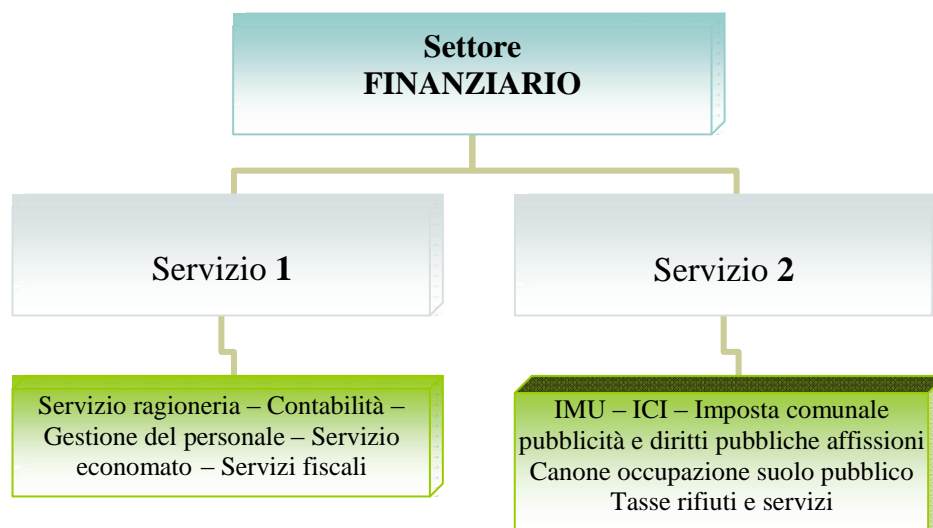 Settore
FINANZIARIO
Servizio 1
Servizio 2
Servizio ragioneria – Contabilità –
Gestione del personale – Servizio
economato – Servizi fiscali
IMU – ICI – Imposta comunale
pubblicità e diritti pubbliche affissioni
Canone occupazione suolo pubblico
Tasse rifiuti e servizi